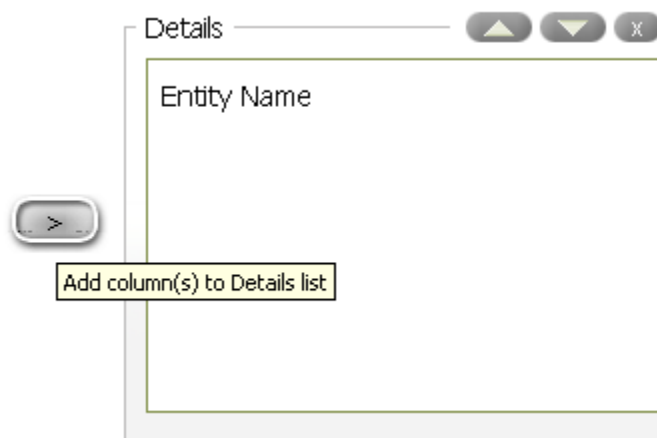 Details
X
Entity Name
>
Add column(s) to Details list